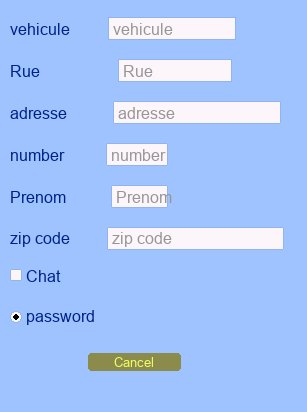 vehicule vehicule
Rue Rue
adresse adresse
number number
Prenom Prenom
zip code zip code
Chat
password
Cancel